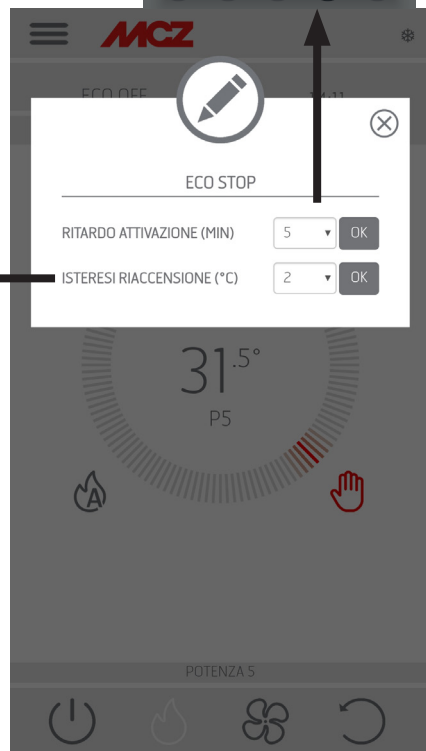 MCZ
ECO OFF
ECO STOP
RITARDO ATTIVAZIONE (MIN) 5 OK
ISTERESI RIACCENSIONE (°C) 2 OK
31.5°
P5
A
POTENZA 5